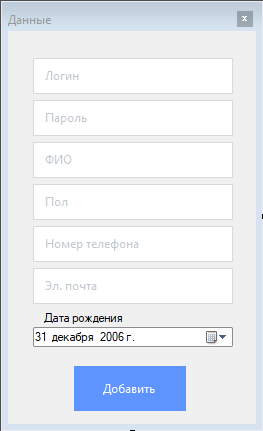 Данные
Логин
Пароль
ФИО
Пол
Номер телефона
Эл. почта
Дата рождения
31 декабря 2006 г.
Добавить